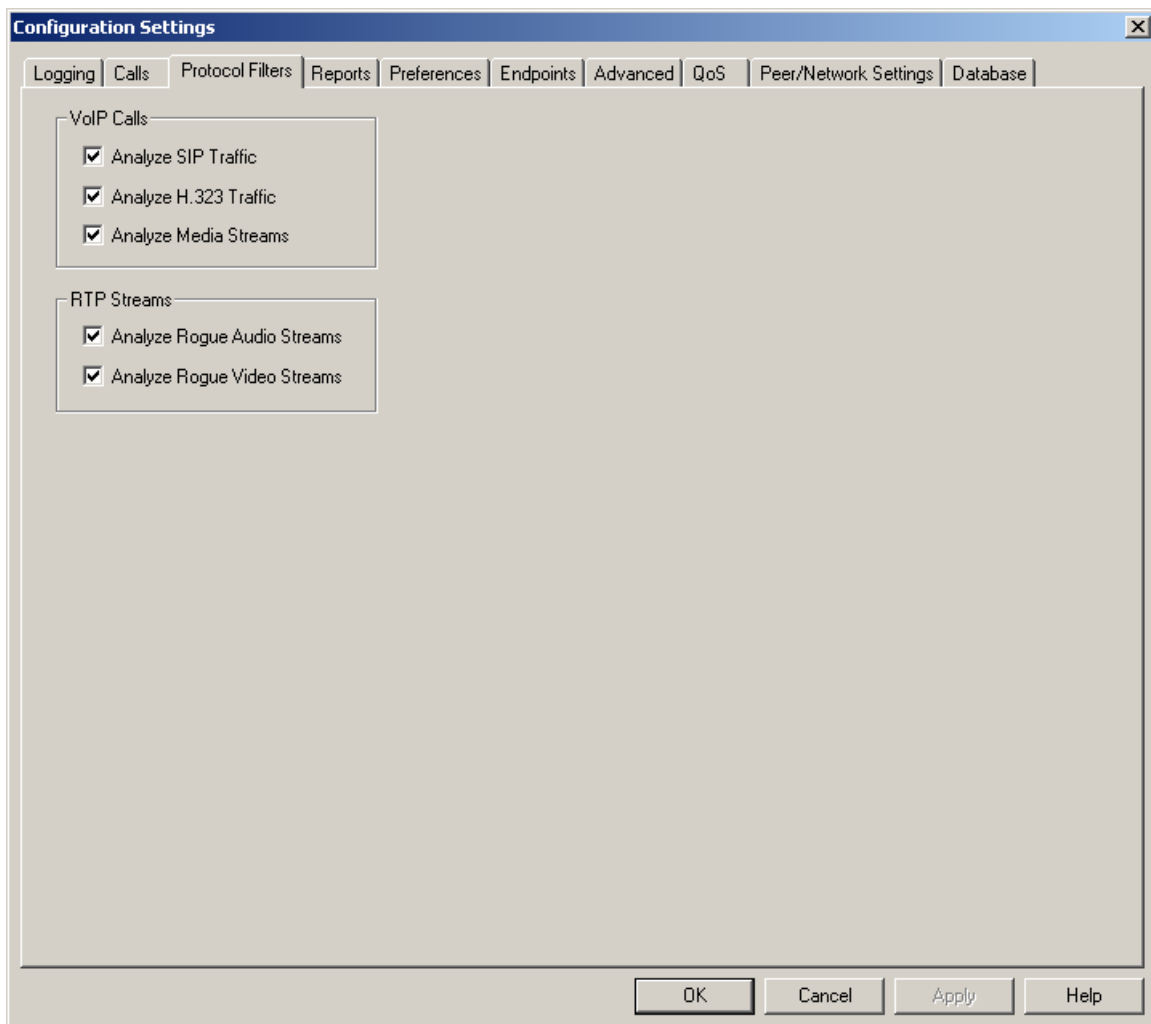 Configuration Settings
Logging Calls Protocol Filters Reports Preferences Endpoints Advanced QoS Peer/Network Settings Database
VoIP Calls
Analyze SIP Traffic
Analyze H.323 Traffic
Analyze Media Streams
RTP Streams
Analyze Rogue Audio Streams
Analyze Rogue Video Streams
OK Cancel Apply Help